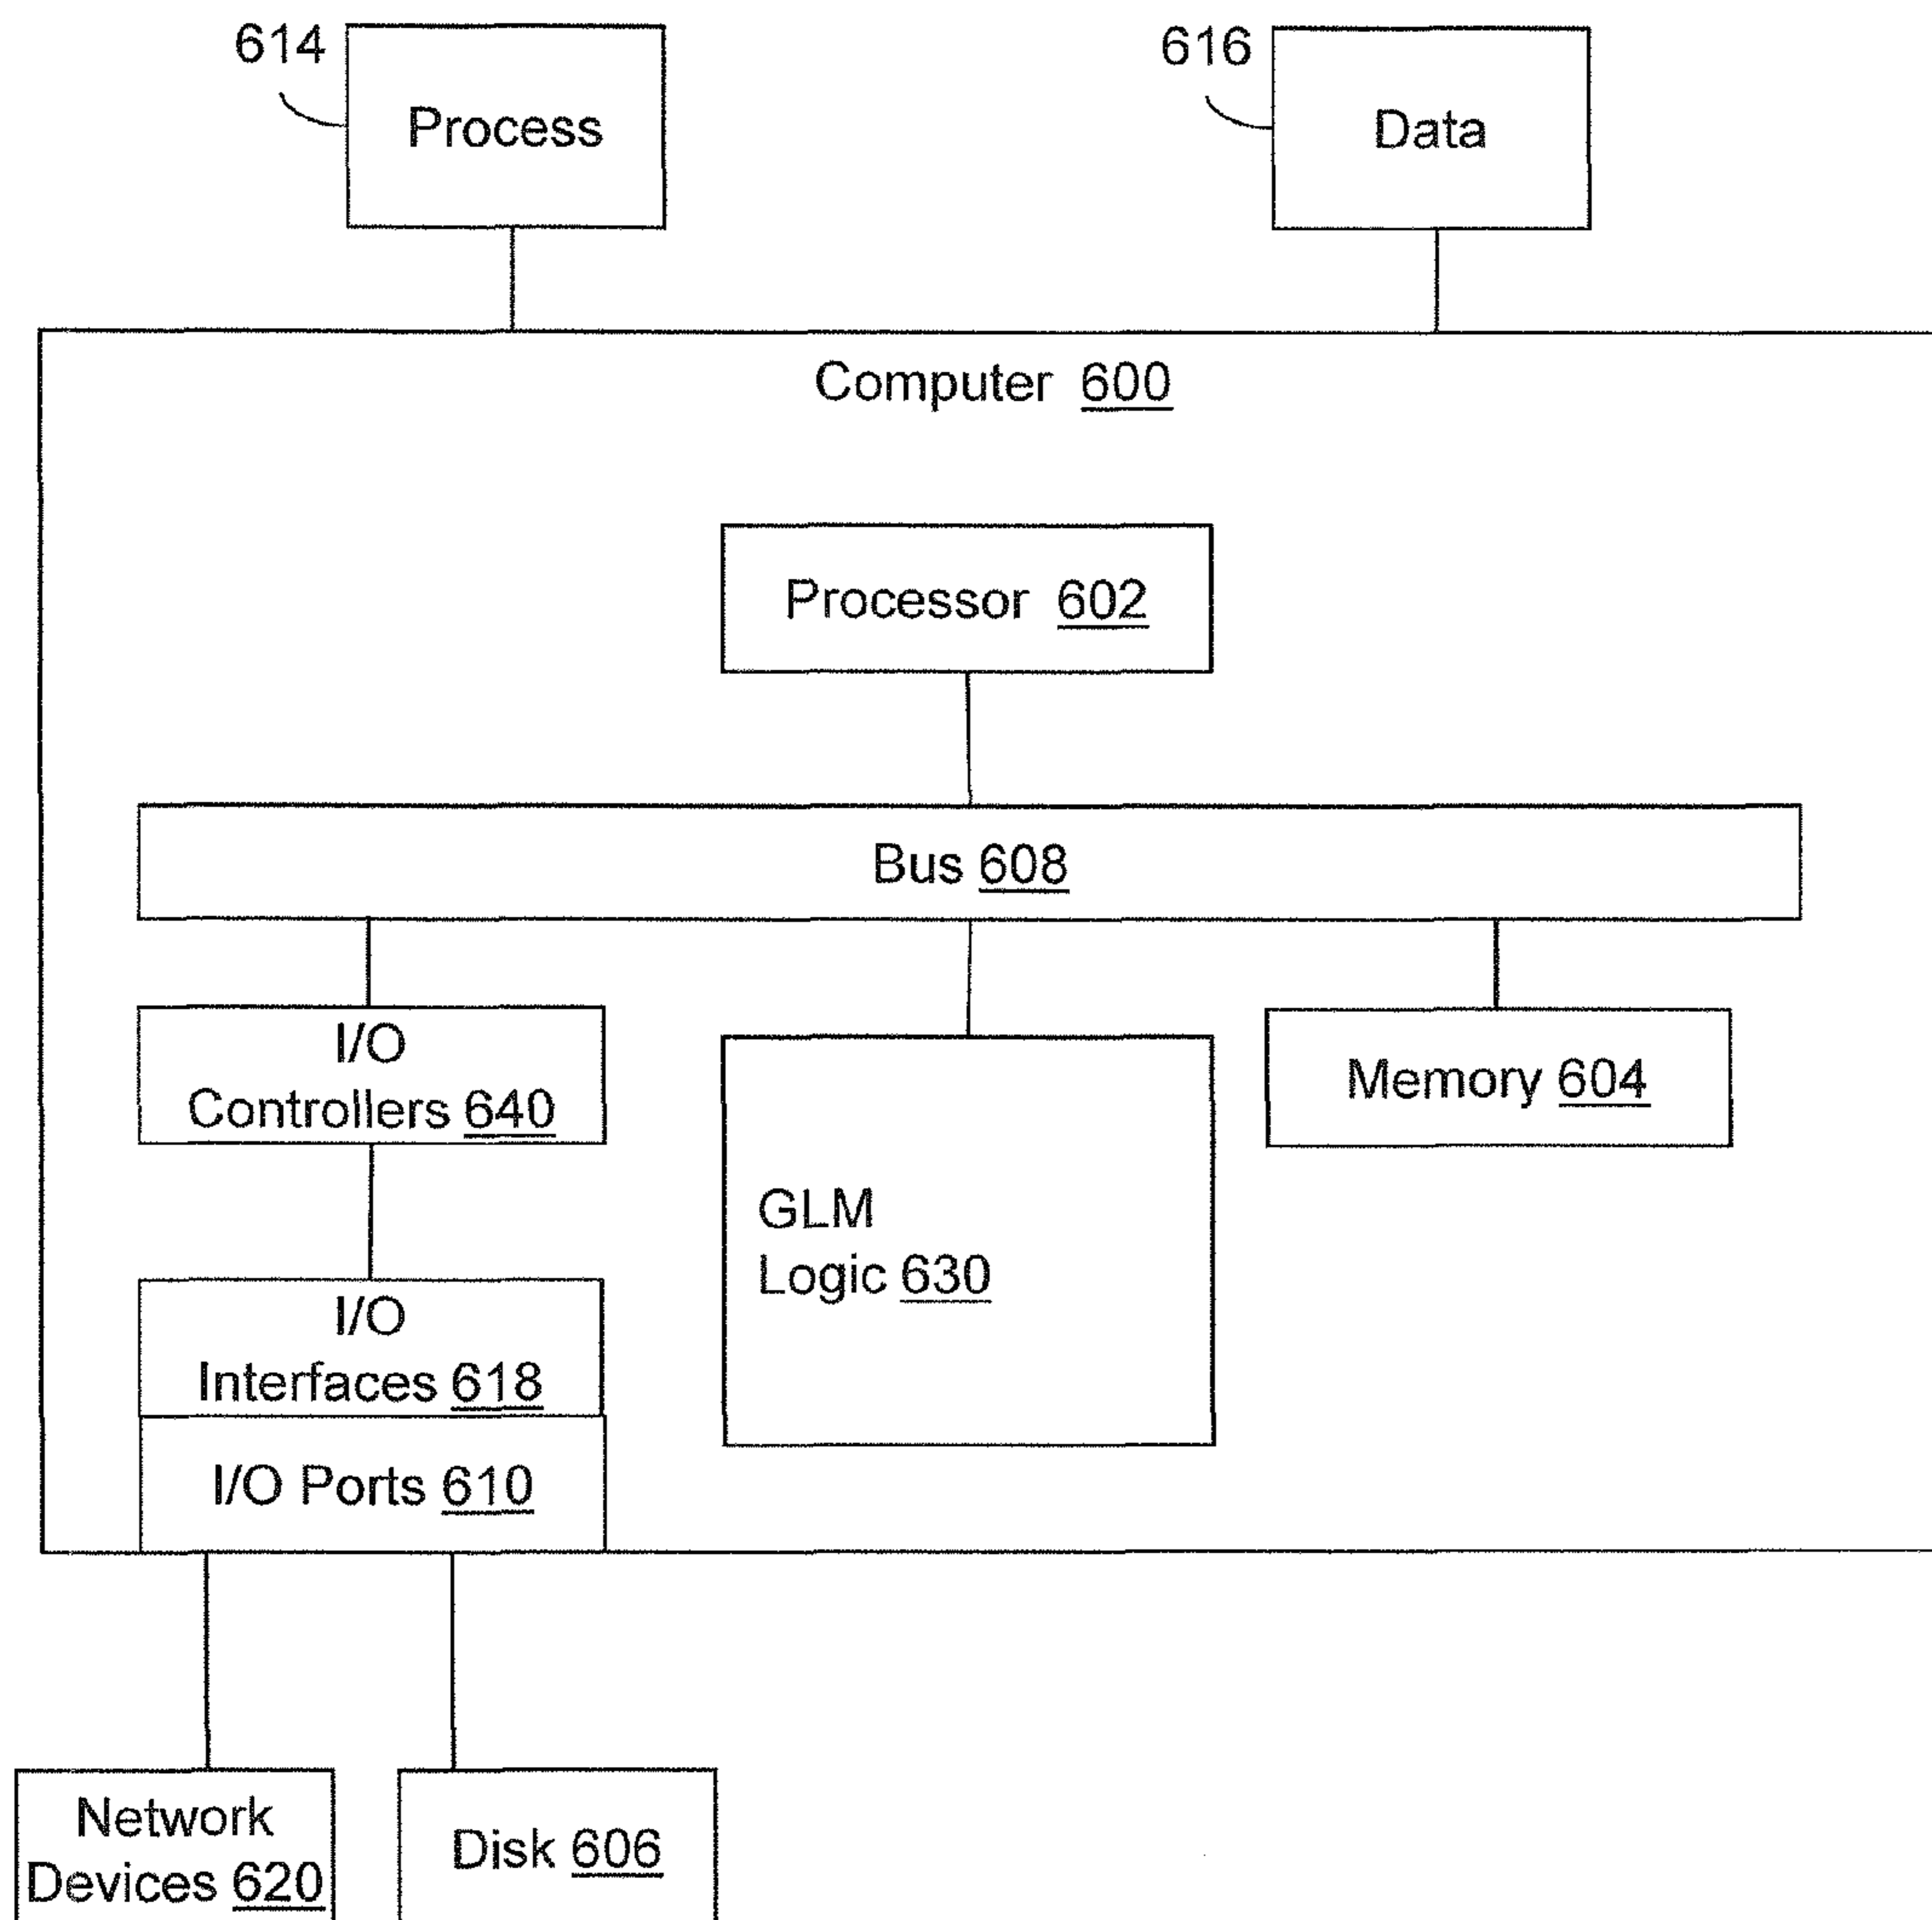 614
Process
616
Data
Computer 600
Processor 602
Bus 608
I/O
Controllers 640
GLM
Logic 630
Memory 604
I/O
Interfaces 618
I/O Ports 610
Network
Devices 620
Disk 606